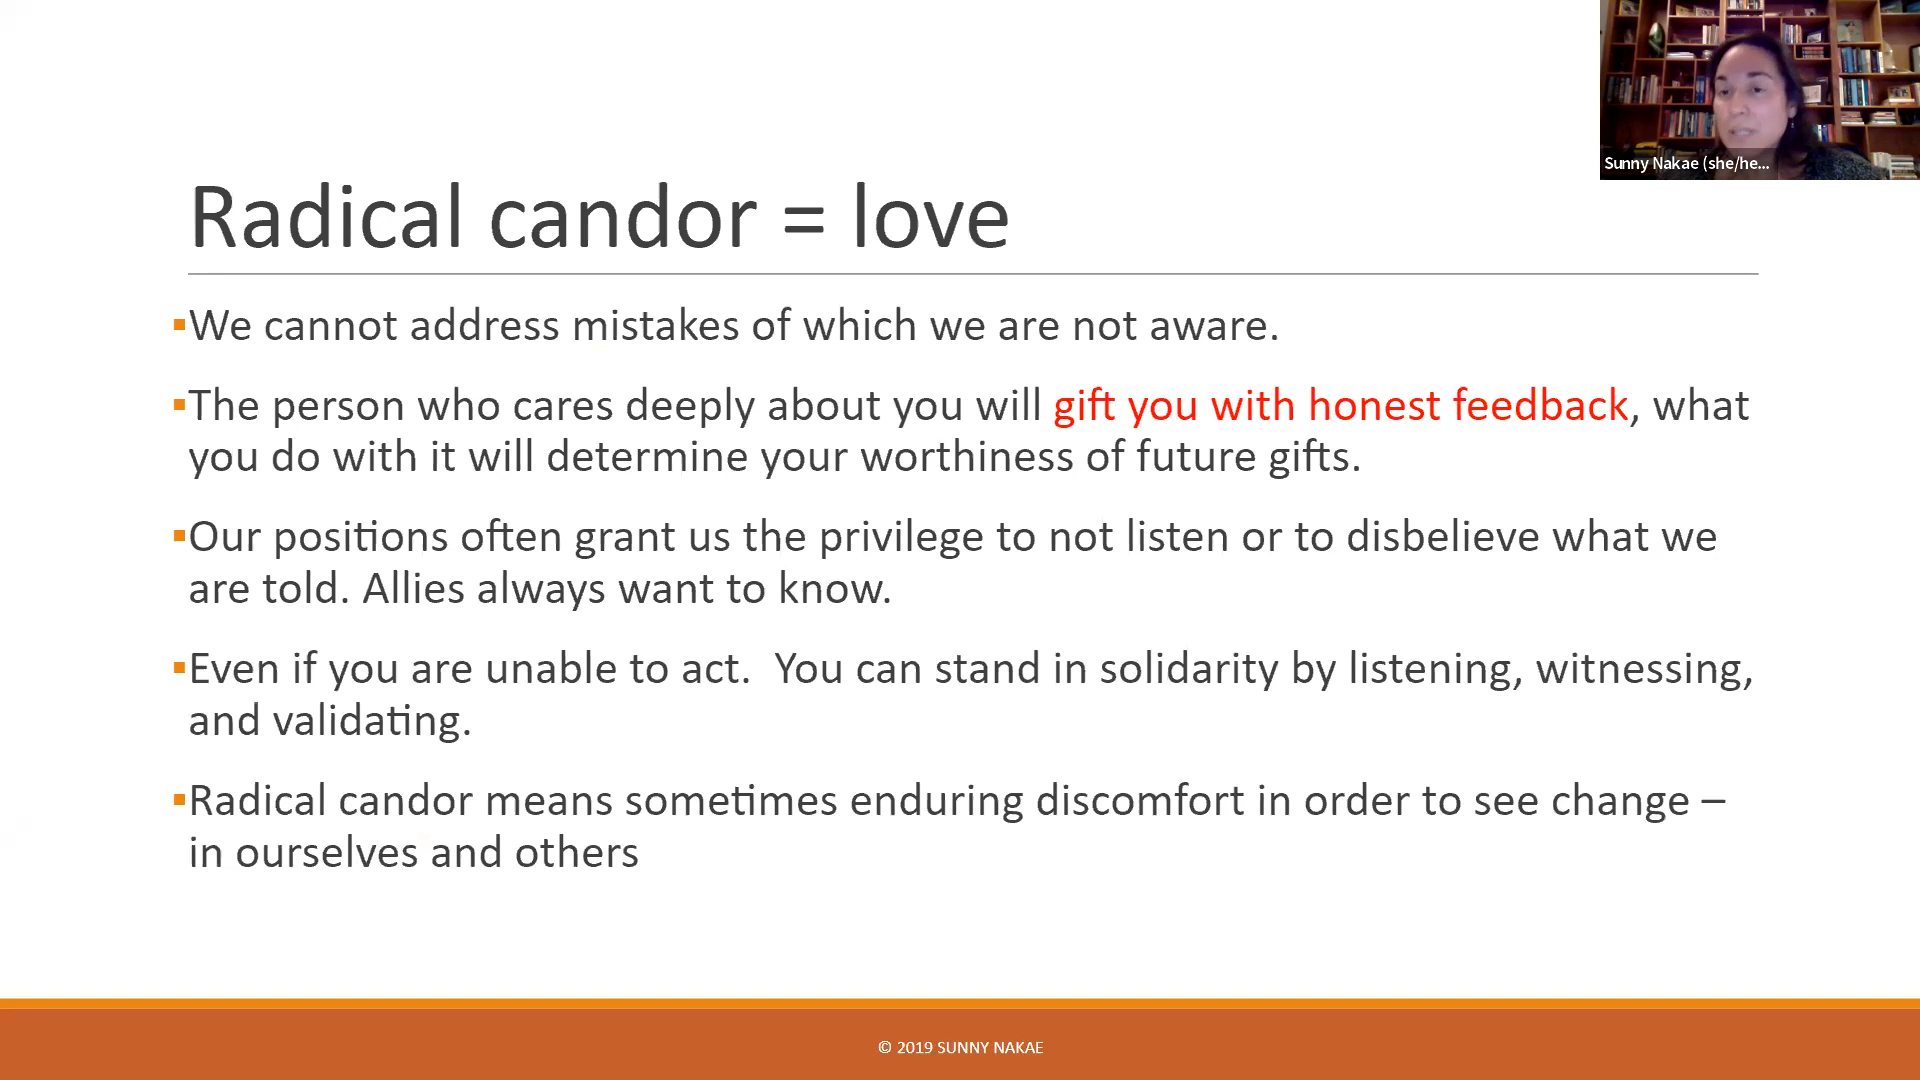 Sunny Nakae (she/he...
Radical candor = love
▪We cannot address mistakes of which we are not aware.
▪The person who cares deeply about you will gift you with honest feedback, what
you do with it will determine your worthiness of future gifts.
▪Our positions often grant us the privilege to not listen or to disbelieve what we
are told. Allies always want to know.
▪Even if you are unable to act.  You can stand in solidarity by listening, witnessing,
and validating.
▪Radical candor means sometimes enduring discomfort in order to see change –
in ourselves and others
© 2019 SUNNY NAKAE